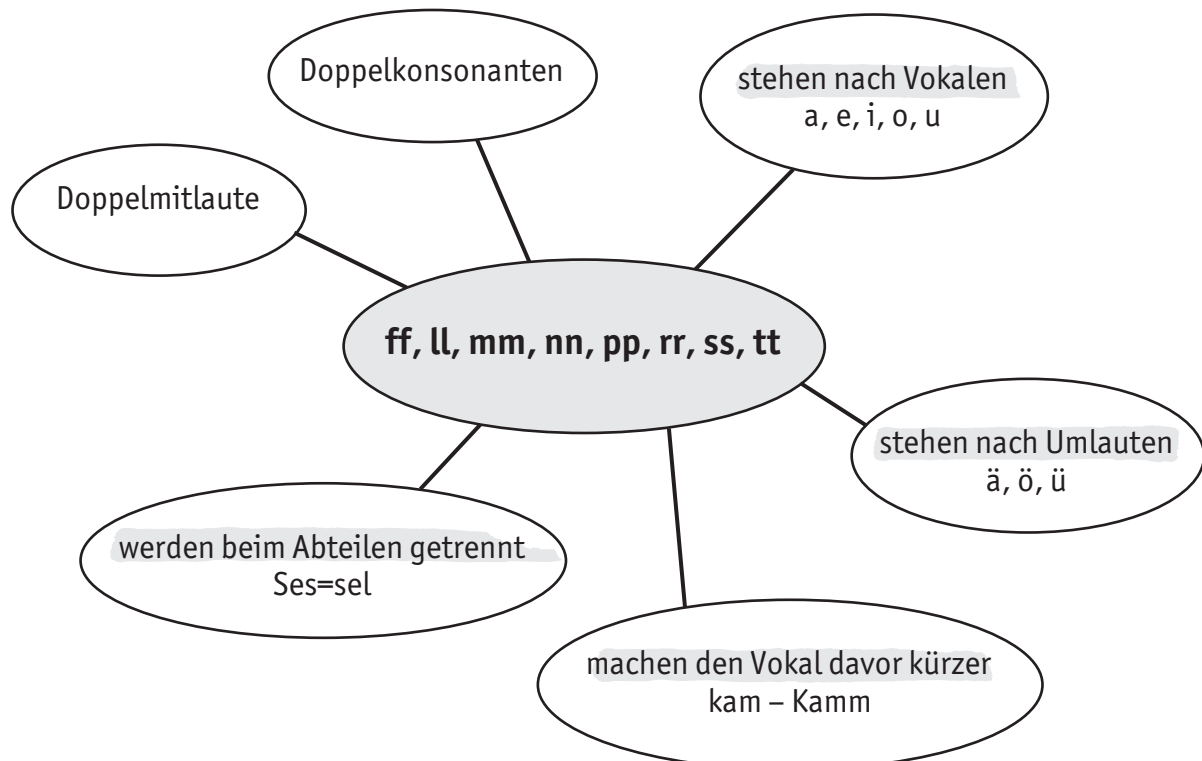 Doppelkonsonanten
stehen nach Vokalen
a, e, i, o, u
Doppelmitlaute
ff, ll, mm, nn, pp, rr, ss, tt
stehen nach Umlauten
ä, ö, ü
werden beim Abteilen getrennt
Ses=sel
machen den Vokal davor kürzer
kam – Kamm